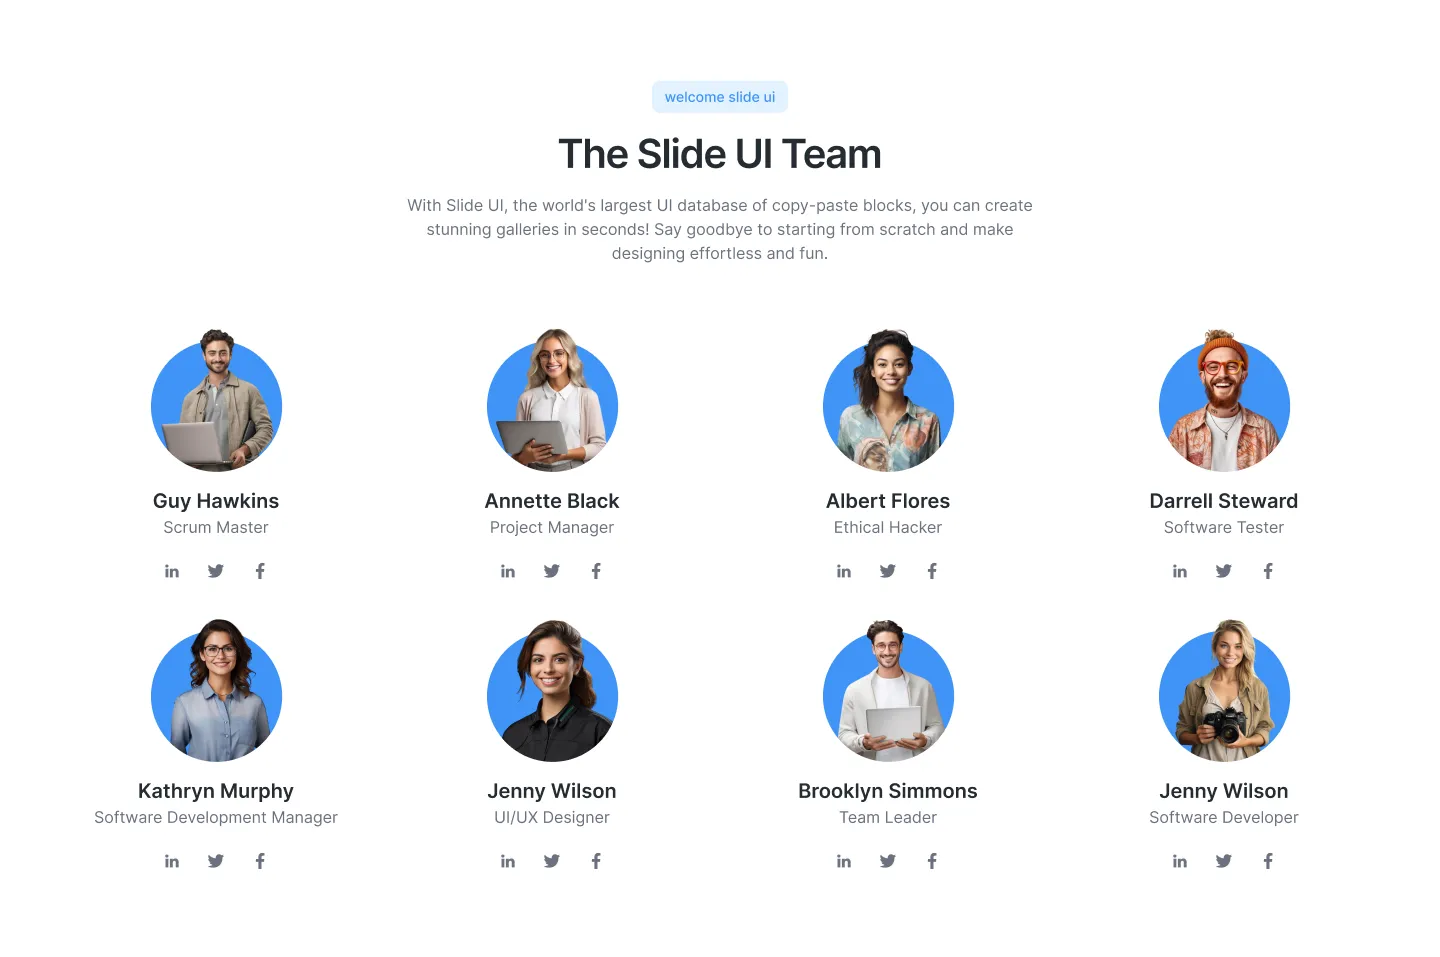 welcome slide ui
The Slide UI Team
With Slide UI, the world's largest UI database of copy-paste blocks, you can create
stunning galleries in seconds! Say goodbye to starting from scratch and make
designing effortless and fun.
Guy Hawkins
Scrum Master
Annette Black
Project Manager
Albert Flores
Ethical Hacker
Darrell Steward
Software Tester
Kathryn Murphy
Software Development Manager
Jenny Wilson
UI/UX Designer
Brooklyn Simmons
Team Leader
Jenny Wilson
Software Developer